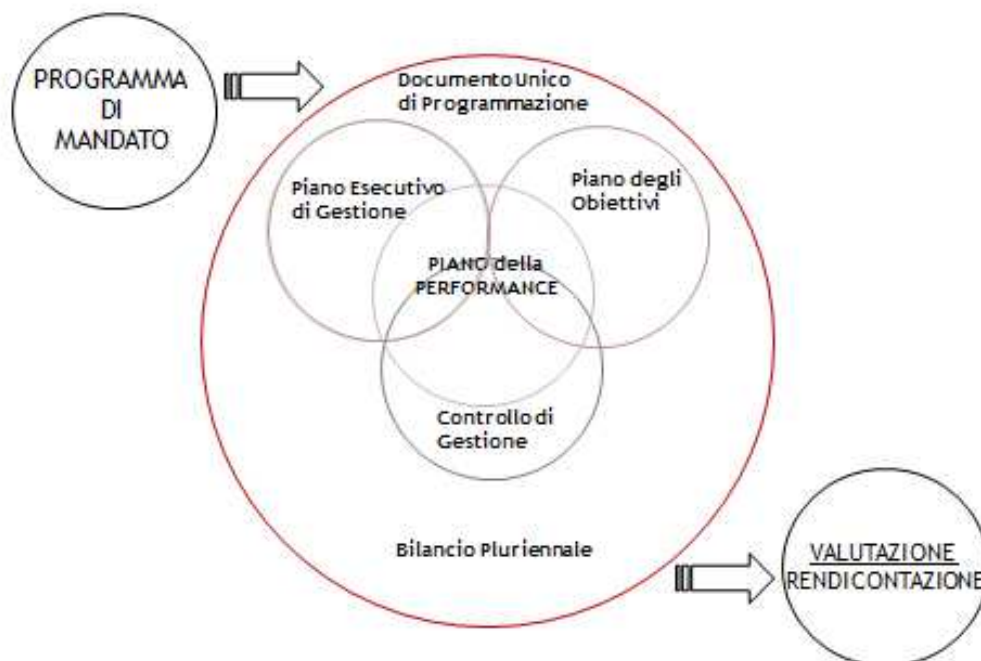 PROGRAMMA
DI
MANDATO
Documento Unico
di Programmazione
Piano Esecutivo
di Gestione
Piano degli
Obiettivi
PIANO della
PERFORMANCE
Controllo di
Gestione
Bilancio Pluriennale
VALUTAZIONE
RENDICONTAZIONE